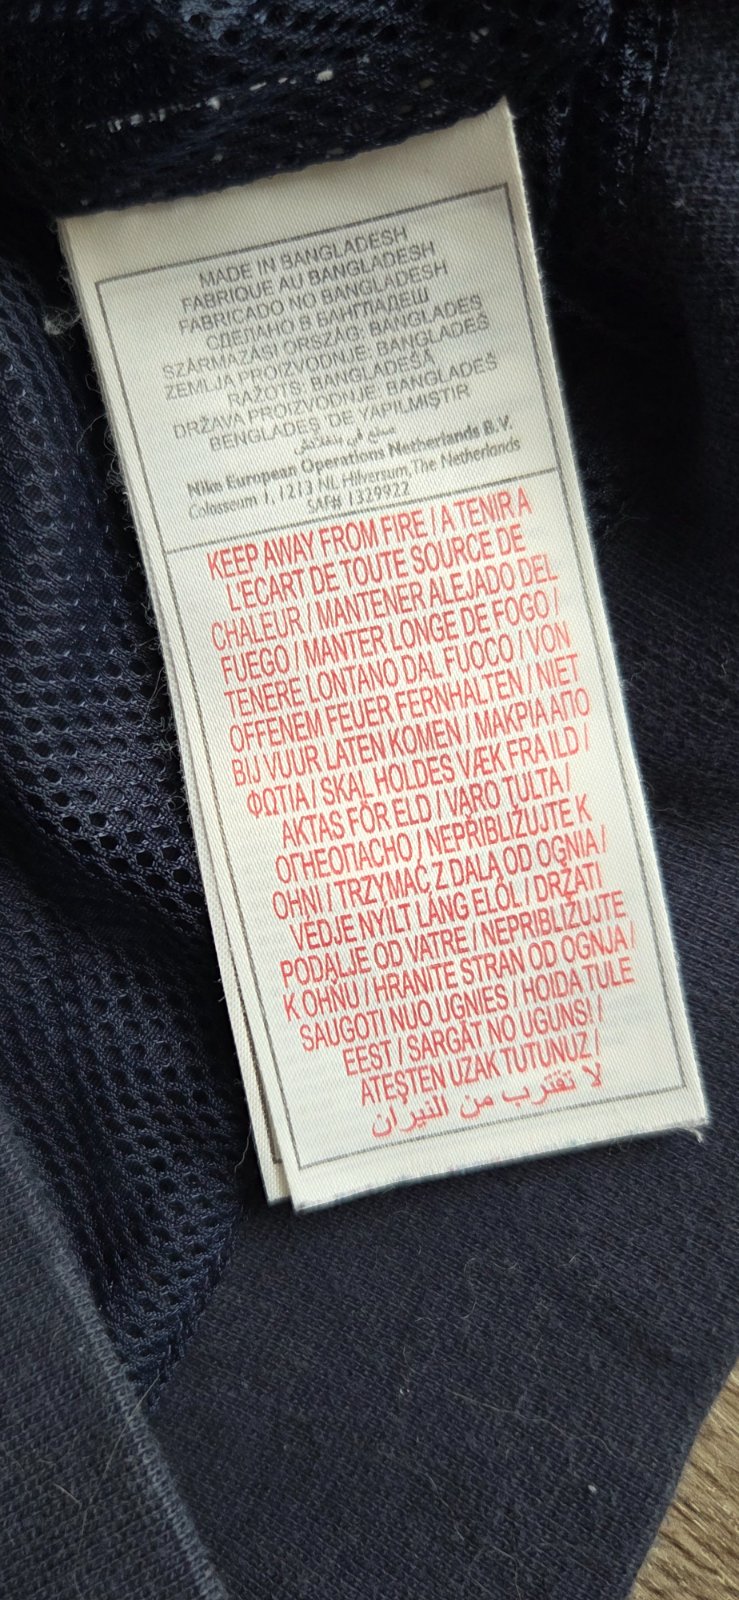 MADE IN BANGLADESH
FABRIQUE AU BANGLADESH
FABRICADO NO BANGLADESH
СДЕЛАНО В БАНГЛАДЕШ
SZÁRMAZÁSI ORSZÁG: BANGLADES
ZEMLJA PROIZVODNJE: BANGLADEŠ
RAŽOTS: BANGLADEŠĀ
DRŽAVA PROIZVODNJE: BANGLADEŠ
BENGLADEŞ' DE YAPILMIŞTIR
صنع في بنغلادش
Nike European Operations Netherlands B.V.
Colosseum 1, 1213 NL Hilversum, The Netherlands
SAF# 1329922
KEEP AWAY FROM FIRE / A TENIR A
L'ECART DE TOUTE SOURCE DE
CHALEUR / MANTENER ALEJADO DEL
FUEGO / MANTER LONGE DE FOGO /
TENERE LONTANO DAL FUOCO / VON
OFFENEM FEUER FERNHALTEN / NIET
BIJ VUUR LATEN KOMEN / ΜΑΚΡΙΑ ΑΠΟ
ΦΩΤΙΑ / SKAL HOLDES VÆK FRA ILD /
AKTAS FÖR ELD / VARO TULTA /
ОГНЕОПАСНО / NEPŘIBLIŽUJTE K
OHNI / TRZYMAĆ Z DALA OD OGNIA /
VEDJE NYÍLT LÁNG ELŐL / DRŽATI
PODALJE OD VATRE / NEPRIBLIŽUJTE
K OHŇU / HRANITE STRAN OD OGNJA /
SAUGOTI NUO UGNIES / HOIDA TULE
EEST / SARGĀT NO UGUNS! /
ATEŞTEN UZAK TUTUNUZ /
لا تقترب من النيران